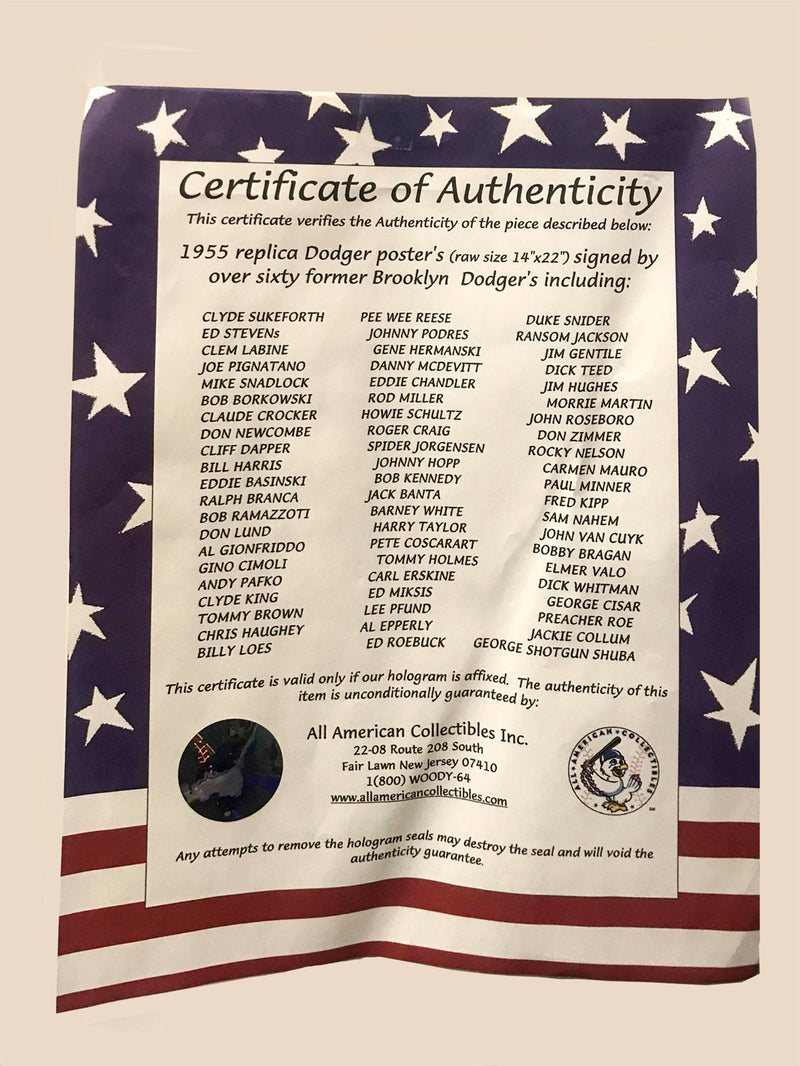 Certificate of Authenticity
This certificate verifies the Authenticity of the piece described below:
1955 replica Dodger poster's (raw size 14"x22") signed by
over sixty former Brooklyn Dodger's including:
CLYDE SUKEFORTH PEE WEE REESE DUKE SNIDER
ED STEVENs JOHNNY PODRES RANSOM JACKSON
CLEM LABINE GENE HERMANSKI JIM GENTILE
JOE PIGNATANO DANNY MCDEVITT DICK TEED
MIKE SNADLOCK EDDIE CHANDLER JIM HUGHES
BOB BORKOWSKI ROD MILLER MORRIE MARTIN
CLAUDE CROCKER HOWIE SCHULTZ JOHN ROSEBORO
DON NEWCOMBE ROGER CRAIG DON ZIMMER
CLIFF DAPPER SPIDER JORGENSEN ROCKY NELSON
BILL HARRIS JOHNNY HOPP CARMEN MAURO
EDDIE BASINSKI BOB KENNEDY PAUL MINNER
RALPH BRANCA JACK BANTA FRED KIPP
BOB RAMAZZOTI BARNEY WHITE SAM NAHEM
DON LUND HARRY TAYLOR JOHN VAN CUYK
AL GIONFRIDDO PETE COSCARART BOBBY BRAGAN
GINO CIMOLI TOMMY HOLMES ELMER VALO
ANDY PAFKO CARL ERSKINE DICK WHITMAN
CLYDE KING ED MIKSIS GEORGE CISAR
TOMMY BROWN LEE PFUND PREACHER ROE
CHRIS HAUGHEY AL EPPERLY JACKIE COLLUM
BILLY LOES ED ROEBUCK GEORGE SHOTGUN SHUBA
This certificate is valid only if our hologram is affixed. The authenticity of this
item is unconditionally guaranteed by:
All American Collectibles Inc.
22-08 Route 208 South
Fair Lawn New Jersey 07410
1(800) WOODY-64
www.allamericancollectibles.com
ALL•AMERICAN•COLLECTIBLES
SM
Any attempts to remove the hologram seals may destroy the seal and will void the
authenticity guarantee.